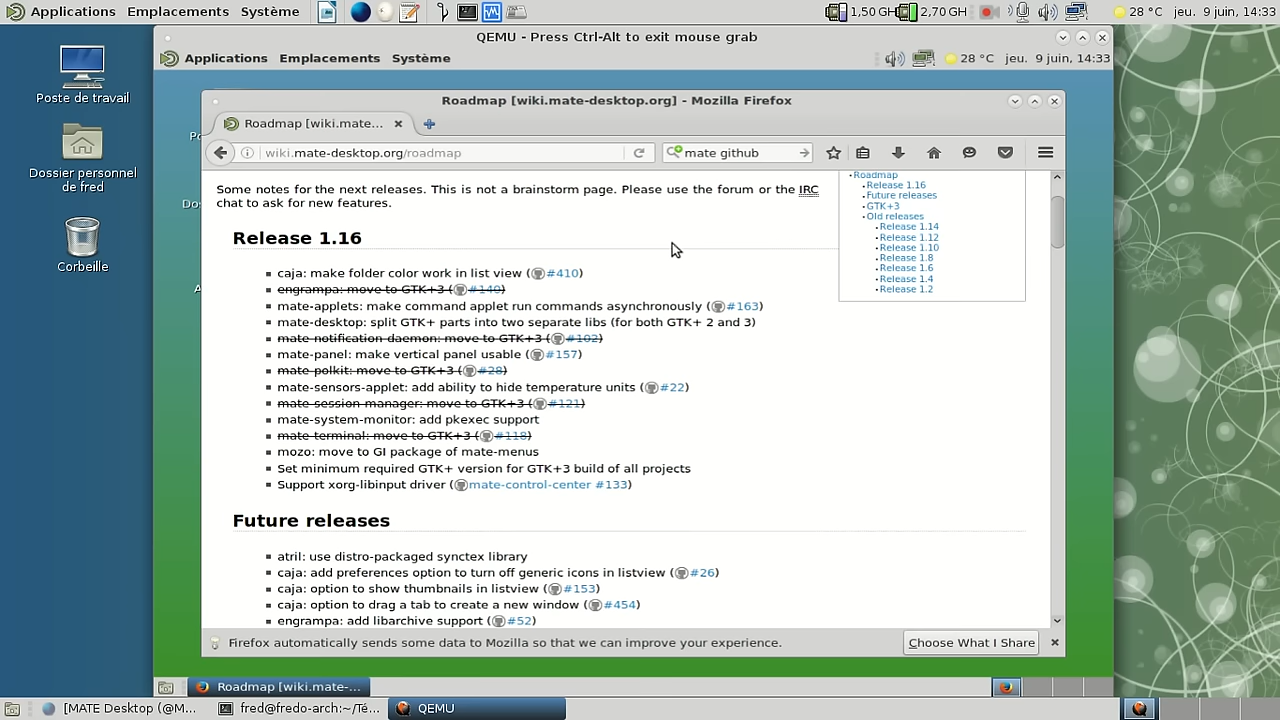 Applications Emplacements Système
1,50 GH 2,70 GH 28 °C jeu. 9 juin, 14:33
QEMU - Press Ctrl-Alt to exit mouse grab
Applications Emplacements Système
28 °C jeu. 9 juin, 14:33
Poste de travail
Dossier personnel
de fred
Corbeille
Roadmap [wiki.mate-desktop.org] - Mozilla Firefox
Roadmap [wiki.mate...
wiki.mate-desktop.org/roadmap
mate github
Some notes for the next releases. This is not a brainstorm page. Please use the forum or the IRC
chat to ask for new features.
Roadmap
Release 1.16
Future releases
GTK+3
Old releases
Release 1.14
Release 1.12
Release 1.10
Release 1.8
Release 1.6
Release 1.4
Release 1.2
Release 1.16
caja: make folder color work in list view (#410)
engrampa: move to GTK+3 (#140)
mate-applets: make command applet run commands asynchronously (#163)
mate-desktop: split GTK+ parts into two separate libs (for both GTK+ 2 and 3)
mate-notification-daemon: move to GTK+3 (#102)
mate-panel: make vertical panel usable (#157)
mate-polkit: move to GTK+3 (#28)
mate-sensors-applet: add ability to hide temperature units (#22)
mate-session-manager: move to GTK+3 (#121)
mate-system-monitor: add pkexec support
mate-terminal: move to GTK+3 (#118)
mozo: move to GI package of mate-menus
Set minimum required GTK+ version for GTK+3 build of all projects
Support xorg-libinput driver (mate-control-center #133)
Future releases
atril: use distro-packaged synctex library
caja: add preferences option to turn off generic icons in listview (#26)
caja: option to show thumbnails in listview (#153)
caja: option to drag a tab to create a new window (#454)
engrampa: add libarchive support (#52)
Firefox automatically sends some data to Mozilla so that we can improve your experience.
Choose What I Share
Roadmap [wiki.mate-...
[MATE Desktop (@M...
fred@fredo-arch:~/Té...
QEMU